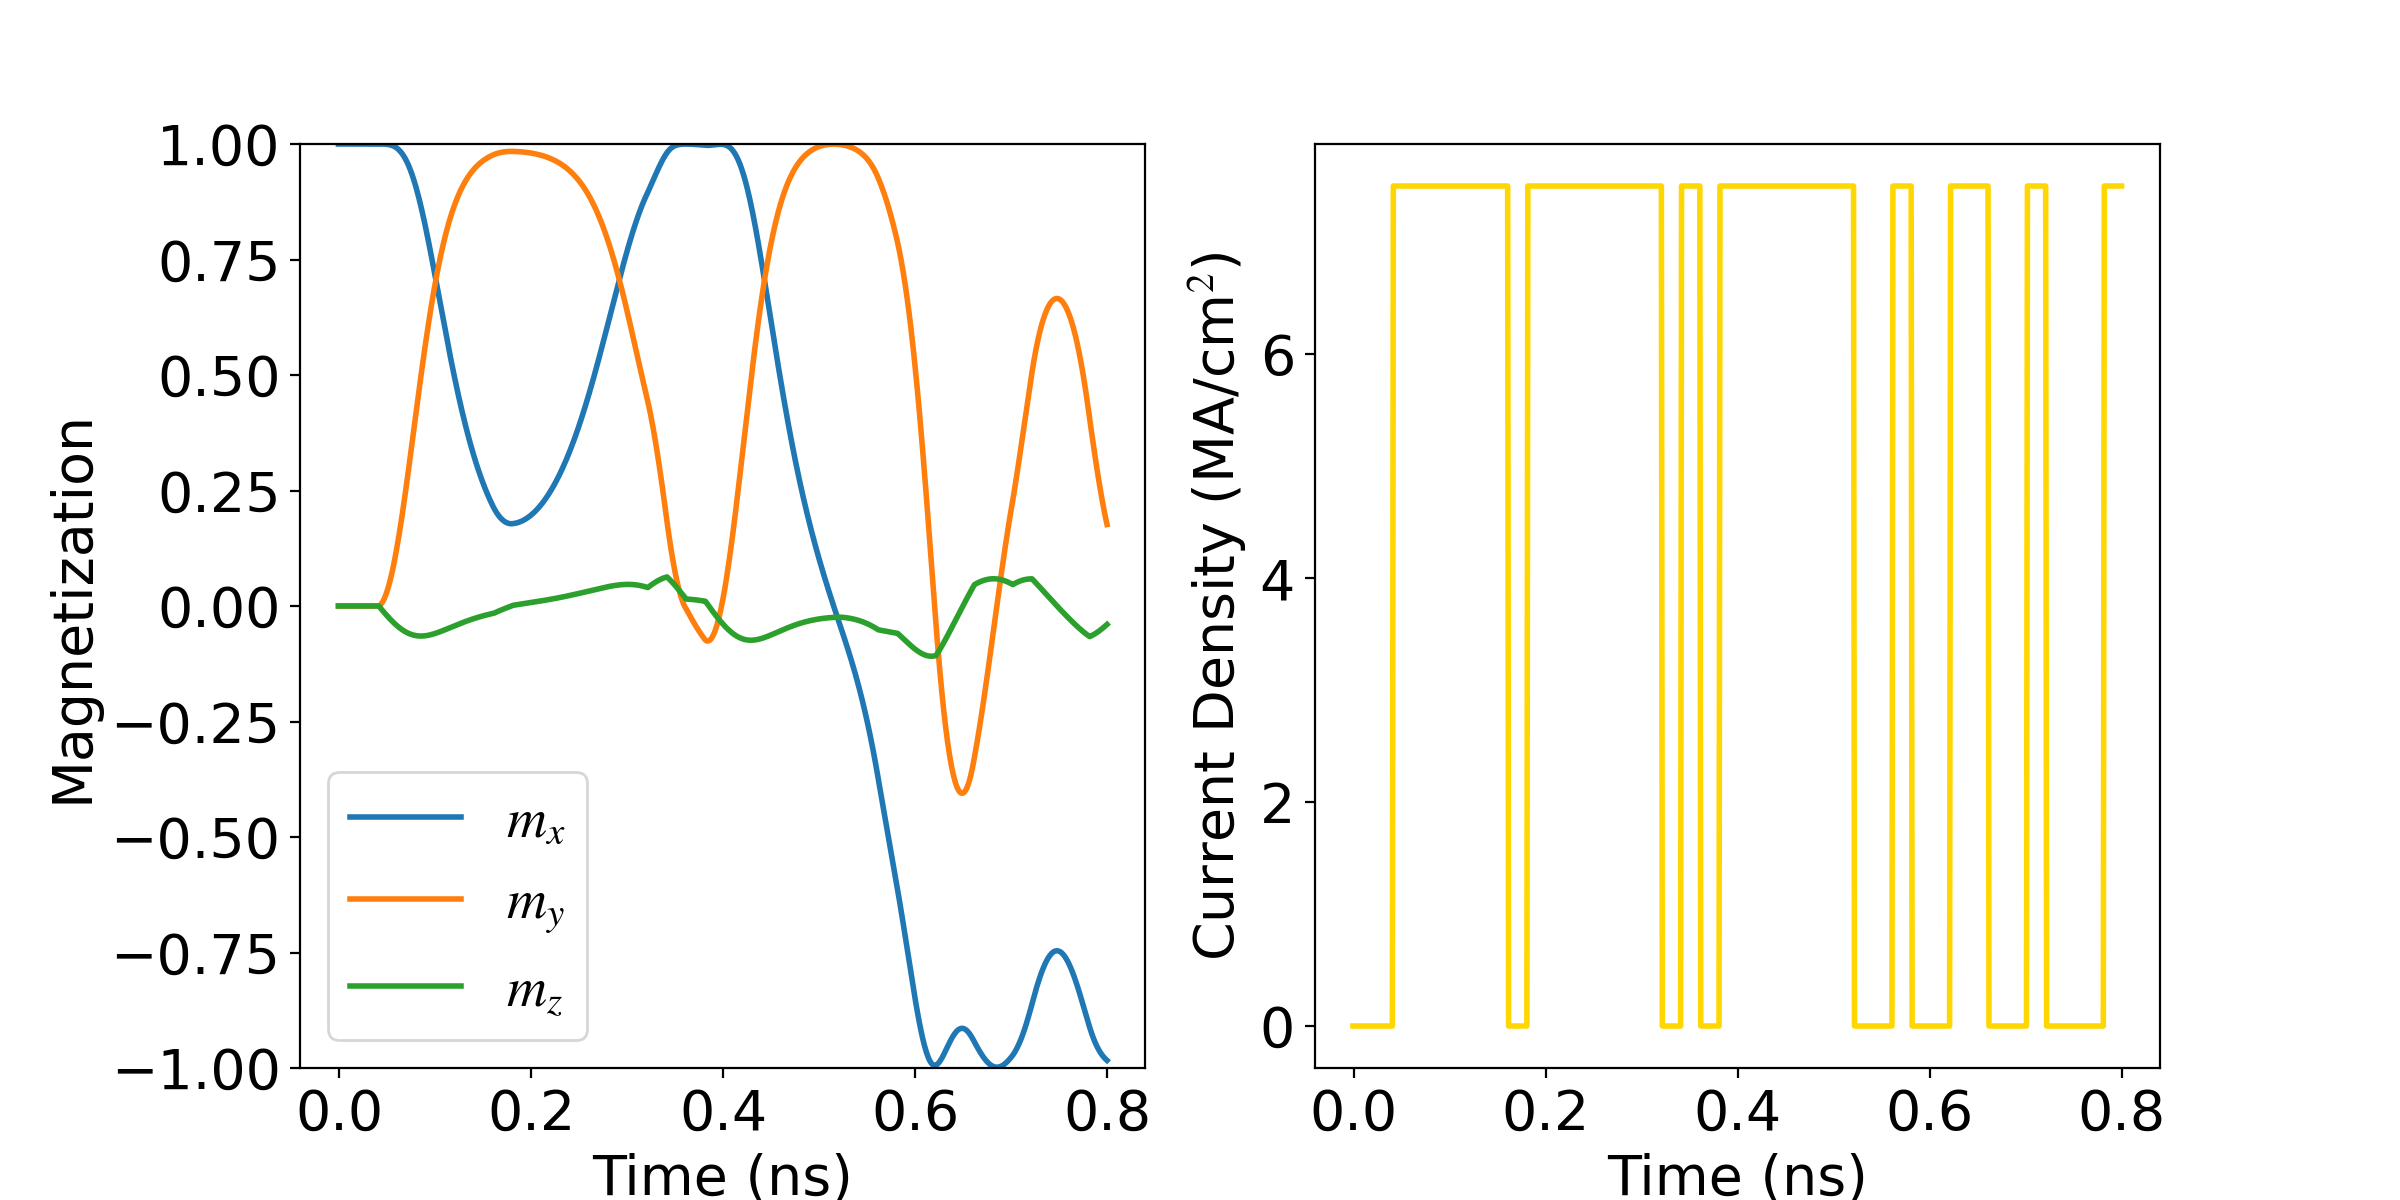 1.00
0.75
0.50
0.25
0.00
−0.25
−0.50
−0.75
−1.00
Magnetization
m_x
m_y
m_z
0.0 0.2 0.4 0.6 0.8
Time (ns)
Current Density (MA/cm²)
6
4
2
0
0.0 0.2 0.4 0.6 0.8
Time (ns)